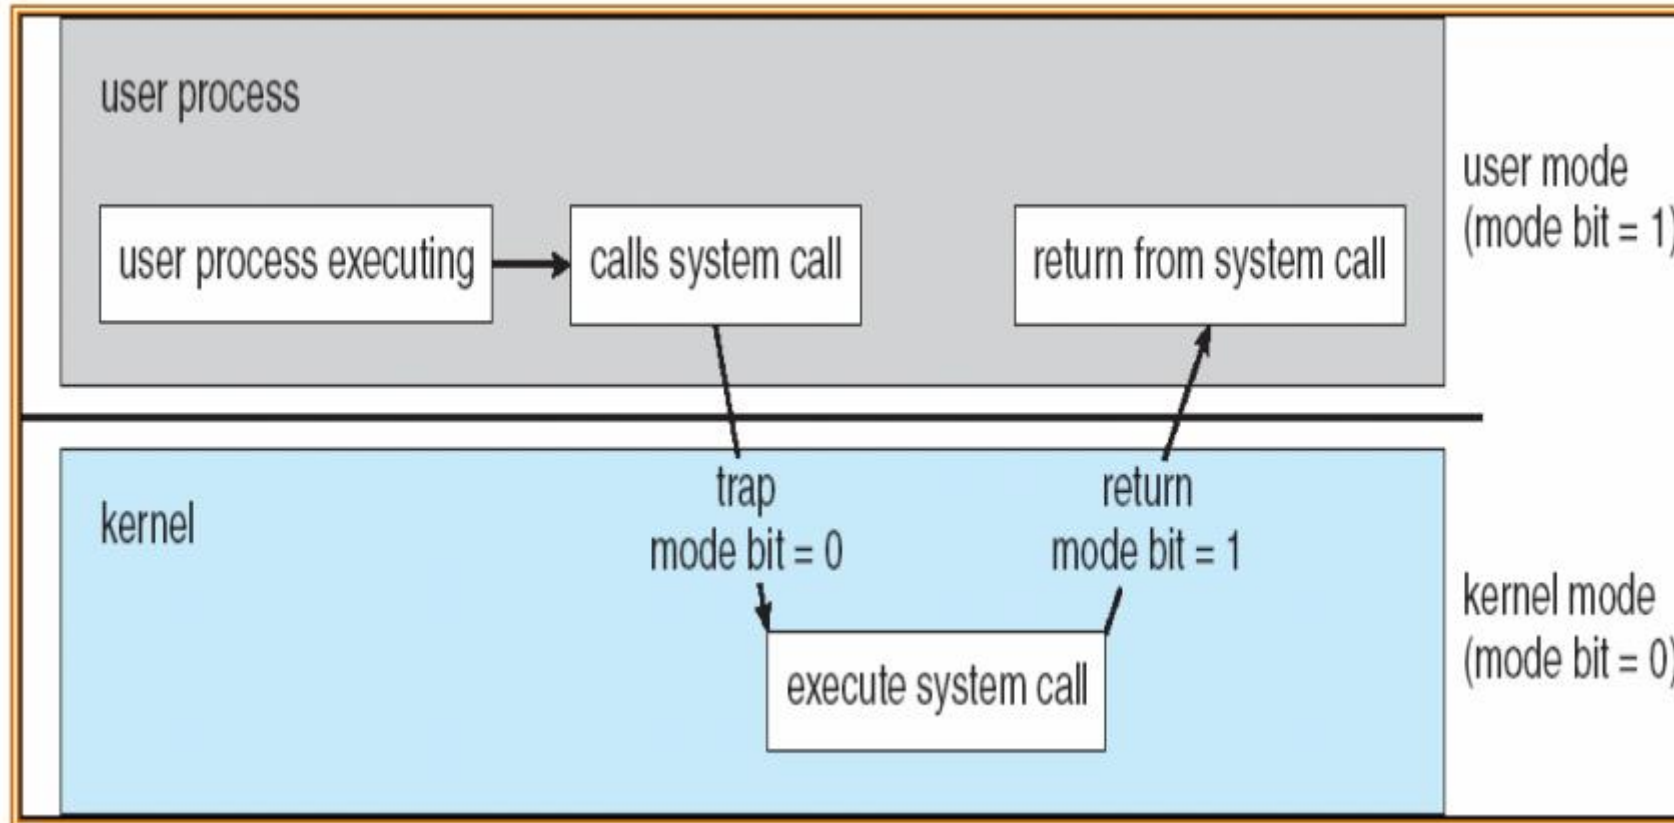 user process
user process executing
calls system call
return from system call
user mode
(mode bit = 1)
kernel
trap
mode bit = 0
return
mode bit = 1
execute system call
kernel mode
(mode bit = 0)